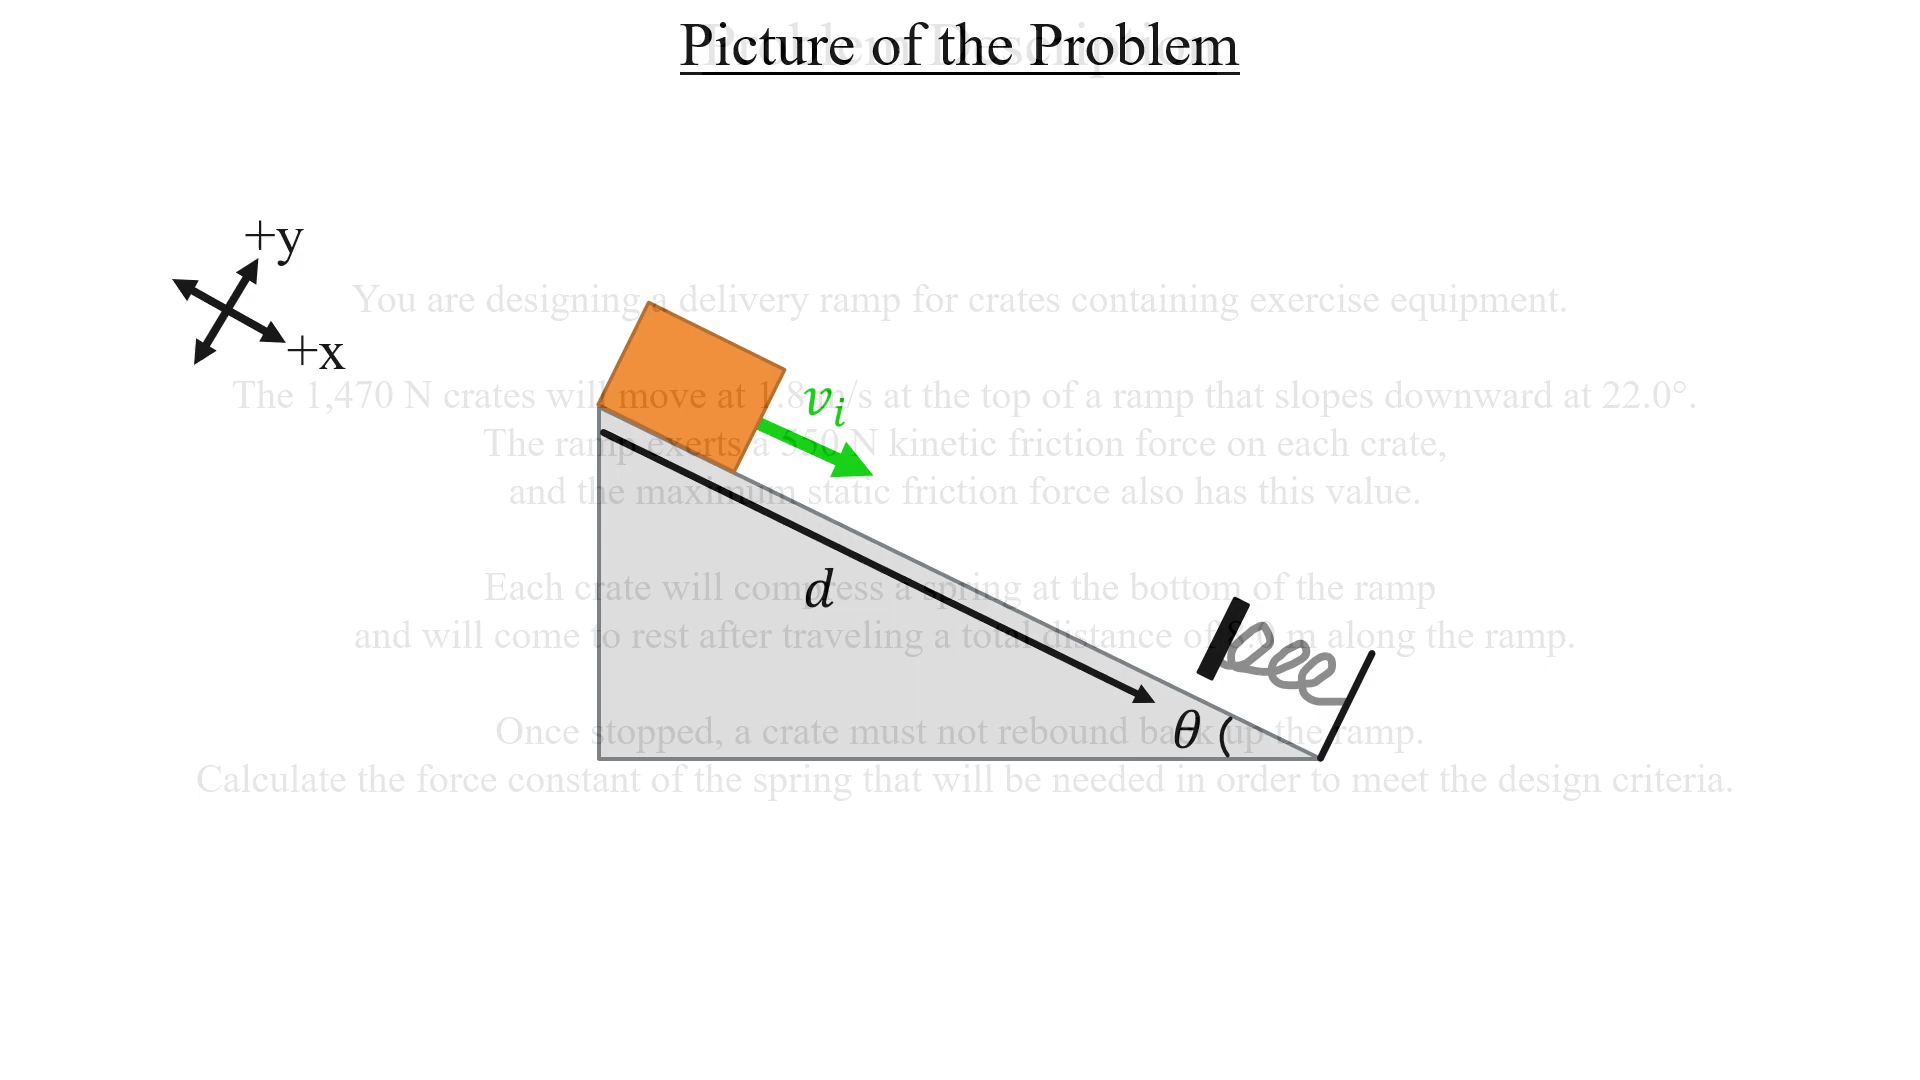 Picture of the Problem
Problem Description
+y
+x
You are designing a delivery ramp for crates containing exercise equipment.
The 1,470 N crates will move at 1.8 m/s at the top of a ramp that slopes downward at 22.0°.
The ramp exerts a 550 N kinetic friction force on each crate,
and the maximum static friction force also has this value.
Each crate will compress a spring at the bottom of the ramp
and will come to rest after traveling a total distance of m along the ramp.
Once stopped, a crate must not rebound back up the ramp.
Calculate the force constant of the spring that will be needed in order to meet the design criteria.
vᵢ
d
θ